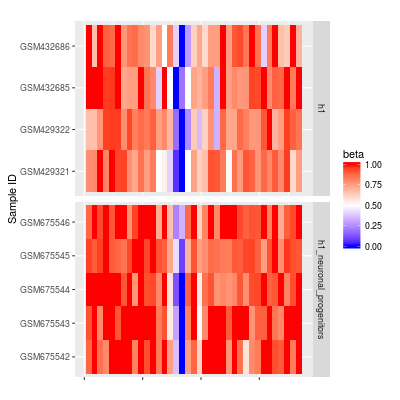 Sample ID
GSM432686
GSM432685
GSM429322
GSM429321
h1
GSM675546
GSM675545
GSM675544
GSM675543
GSM675542
h1_neuronal_progenitors
beta
1.00
0.75
0.50
0.25
0.00